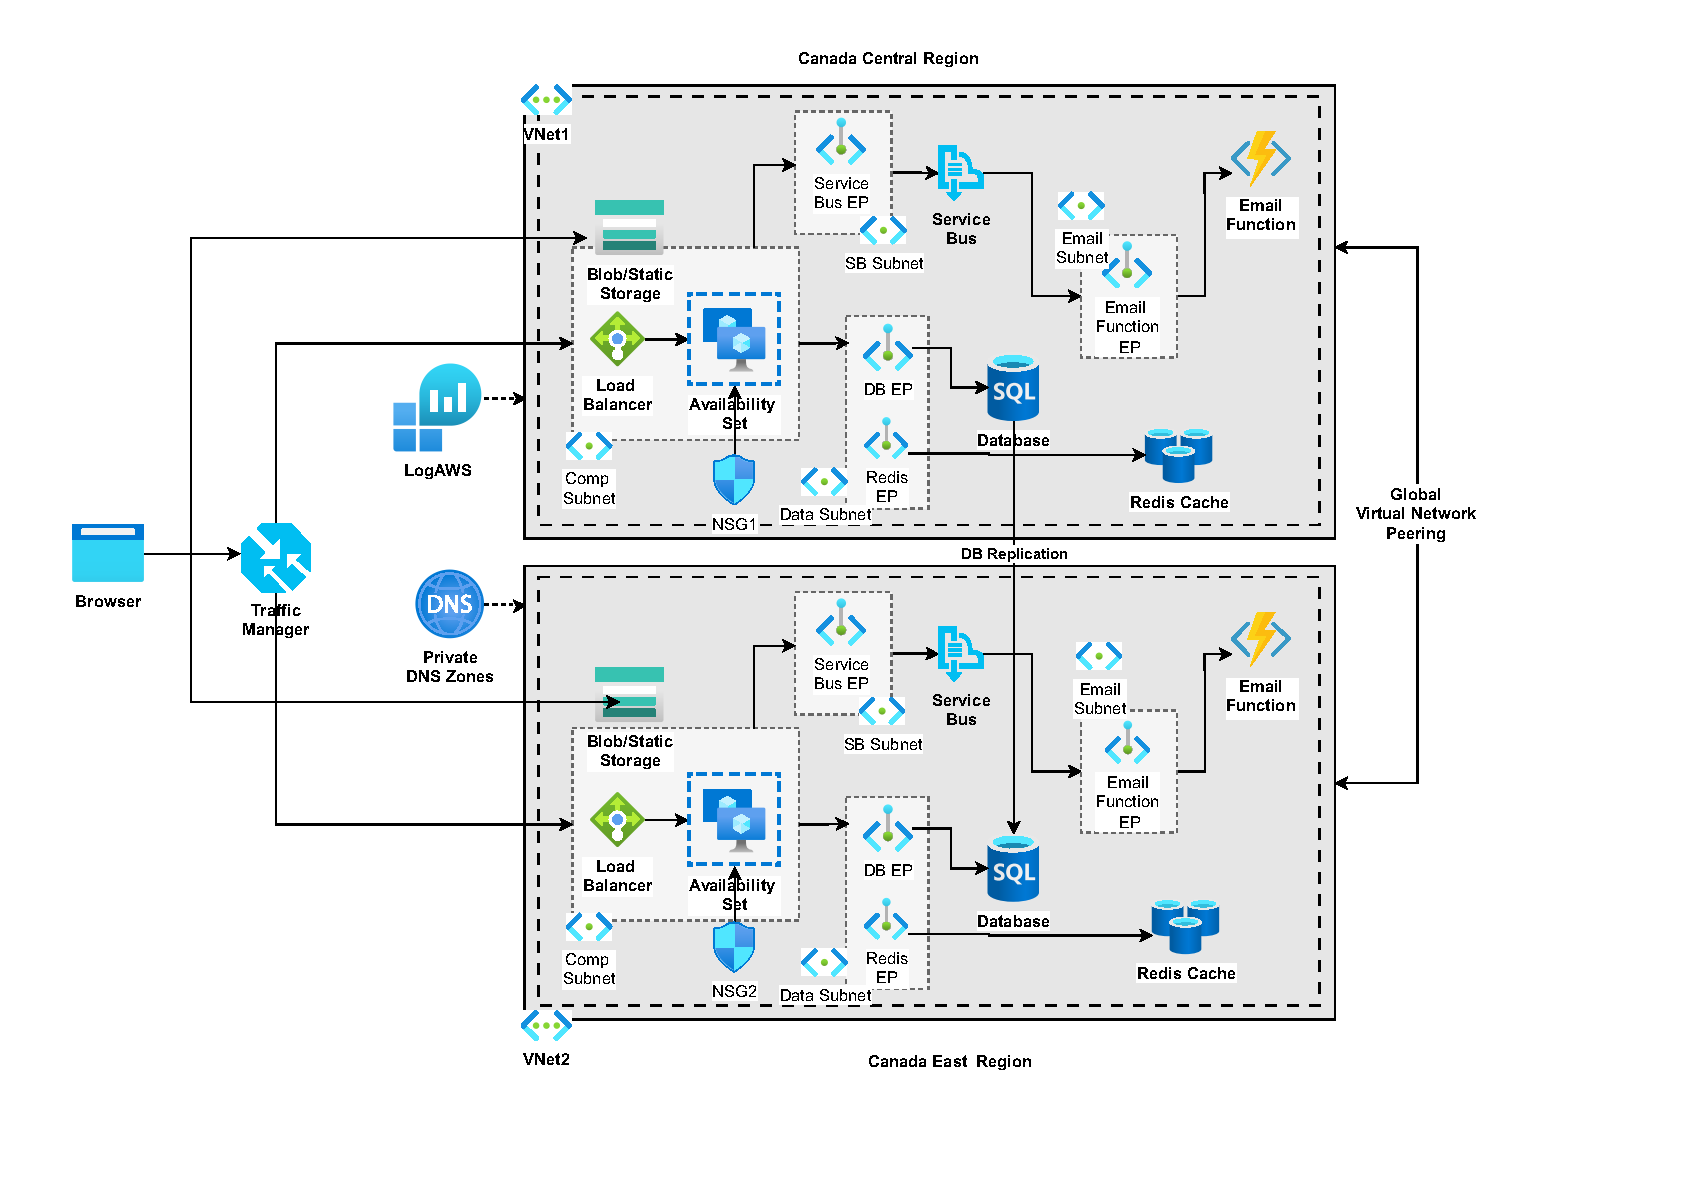 Canada Central Region
VNet1
Service
Bus EP
SB Subnet
Service
Bus
Email
Subnet
Email
Function
EP
Email
Function
Blob/Static
Storage
Load
Balancer
Availability
Set
Comp
Subnet
NSG1
DB EP
Redis
EP
Data Subnet
SQL
Database
Redis Cache
LogAWS
Browser
Traffic
Manager
DNS
Private
DNS Zones
DB Replication
Global
Virtual Network
Peering
Service
Bus EP
SB Subnet
Service
Bus
Email
Subnet
Email
Function
EP
Email
Function
Blob/Static
Storage
Load
Balancer
Availability
Set
Comp
Subnet
NSG2
DB EP
Redis
EP
Data Subnet
SQL
Database
Redis Cache
VNet2
Canada East  Region